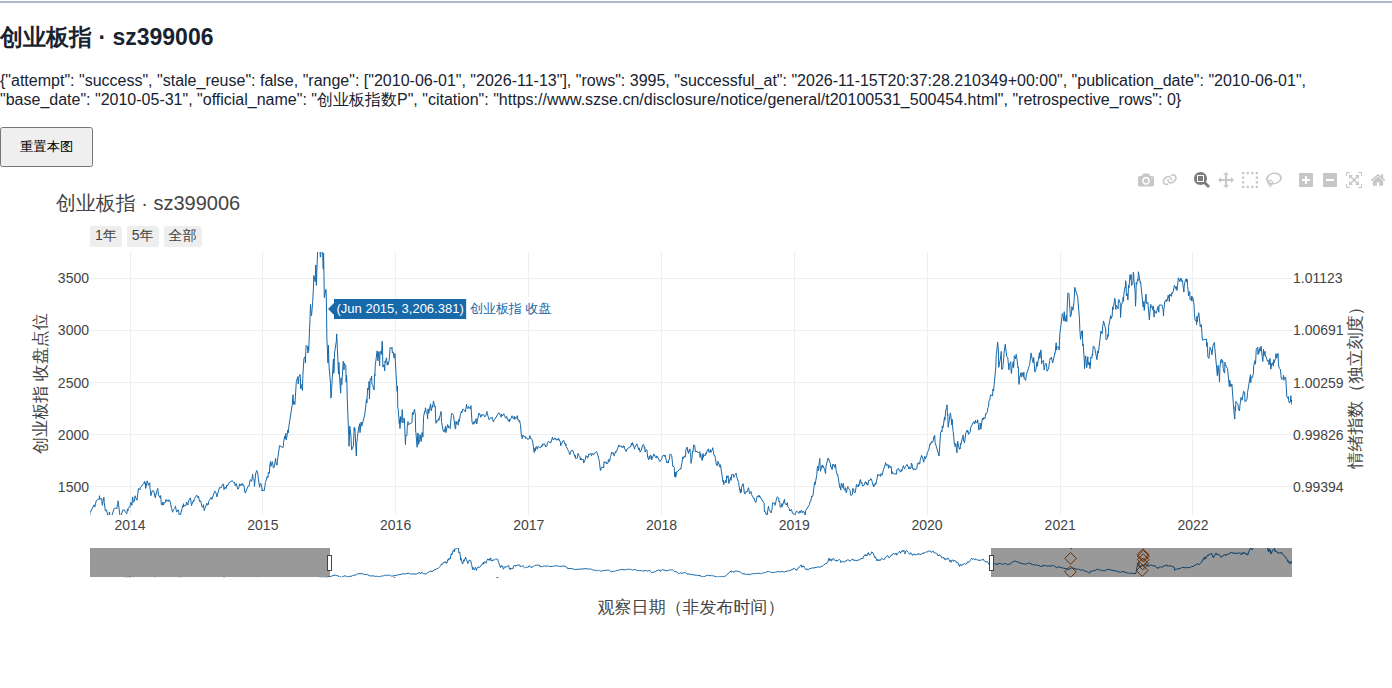 创业板指 · sz399006
{"attempt": "success", "stale_reuse": false, "range": ["2010-06-01", "2026-11-13"], "rows": 3995, "successful_at": "2026-11-15T20:37:28.210349+00:00", "publication_date": "2010-06-01",
"base_date": "2010-05-31", "official_name": "创业板指数P", "citation": "https://www.szse.cn/disclosure/notice/general/t20100531_500454.html", "retrospective_rows": 0}
重置本图
创业板指 · sz399006
1年 5年 全部
3500
3000
2500
2000
1500
创业板指 收盘点位
(Jun 2015, 3,206.381) 创业板指 收盘
1.01123
1.00691
1.00259
0.99826
0.99394
情绪指数（独立刻度）
2014 2015 2016 2017 2018 2019 2020 2021 2022
观察日期（非发布时间）